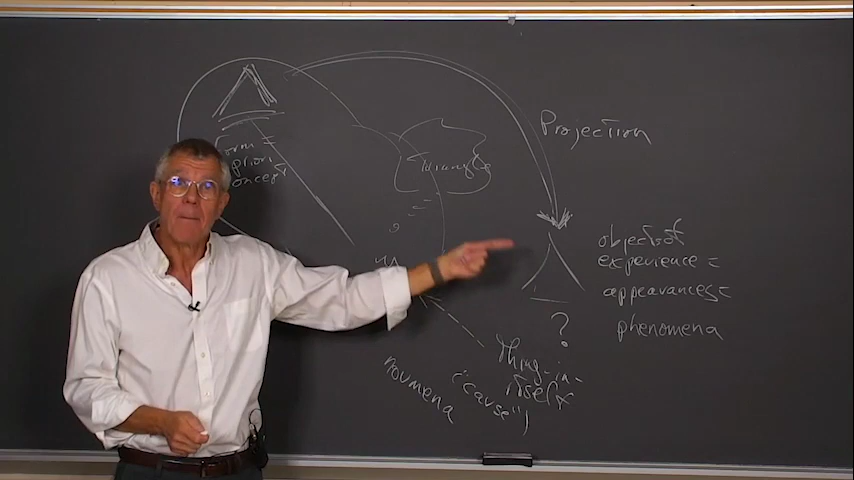 Projection
Triangle
Form =
priori
concept
objects of
experience =
appearances =
phenomena
?
Thing-in-
itself
("cause")
noumena